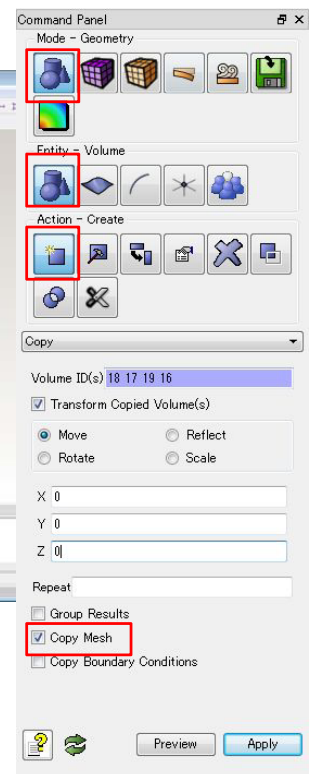 Command Panel
Mode - Geometry
Entity - Volume
Action - Create
Copy
Volume ID(s) 18 17 19 16
Transform Copied Volume(s)
Move Reflect
Rotate Scale
X 0
Y 0
Z 0
Repeat
Group Results
Copy Mesh
Copy Boundary Conditions
Preview Apply